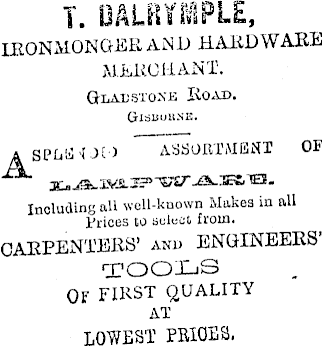 T. DALRYMPLE,
IRONMONGER AND HARDWARE
MERCHANT.
GLADSTONE ROAD.
GISBORNE.
A SPLENDID ASSORTMENT OF
LAMPWARE.
Including all well-known Makes in all
Prices to select from.
CARPENTERS' AND ENGINEERS'
TOOLS
OF FIRST QUALITY
AT
LOWEST PRICES.